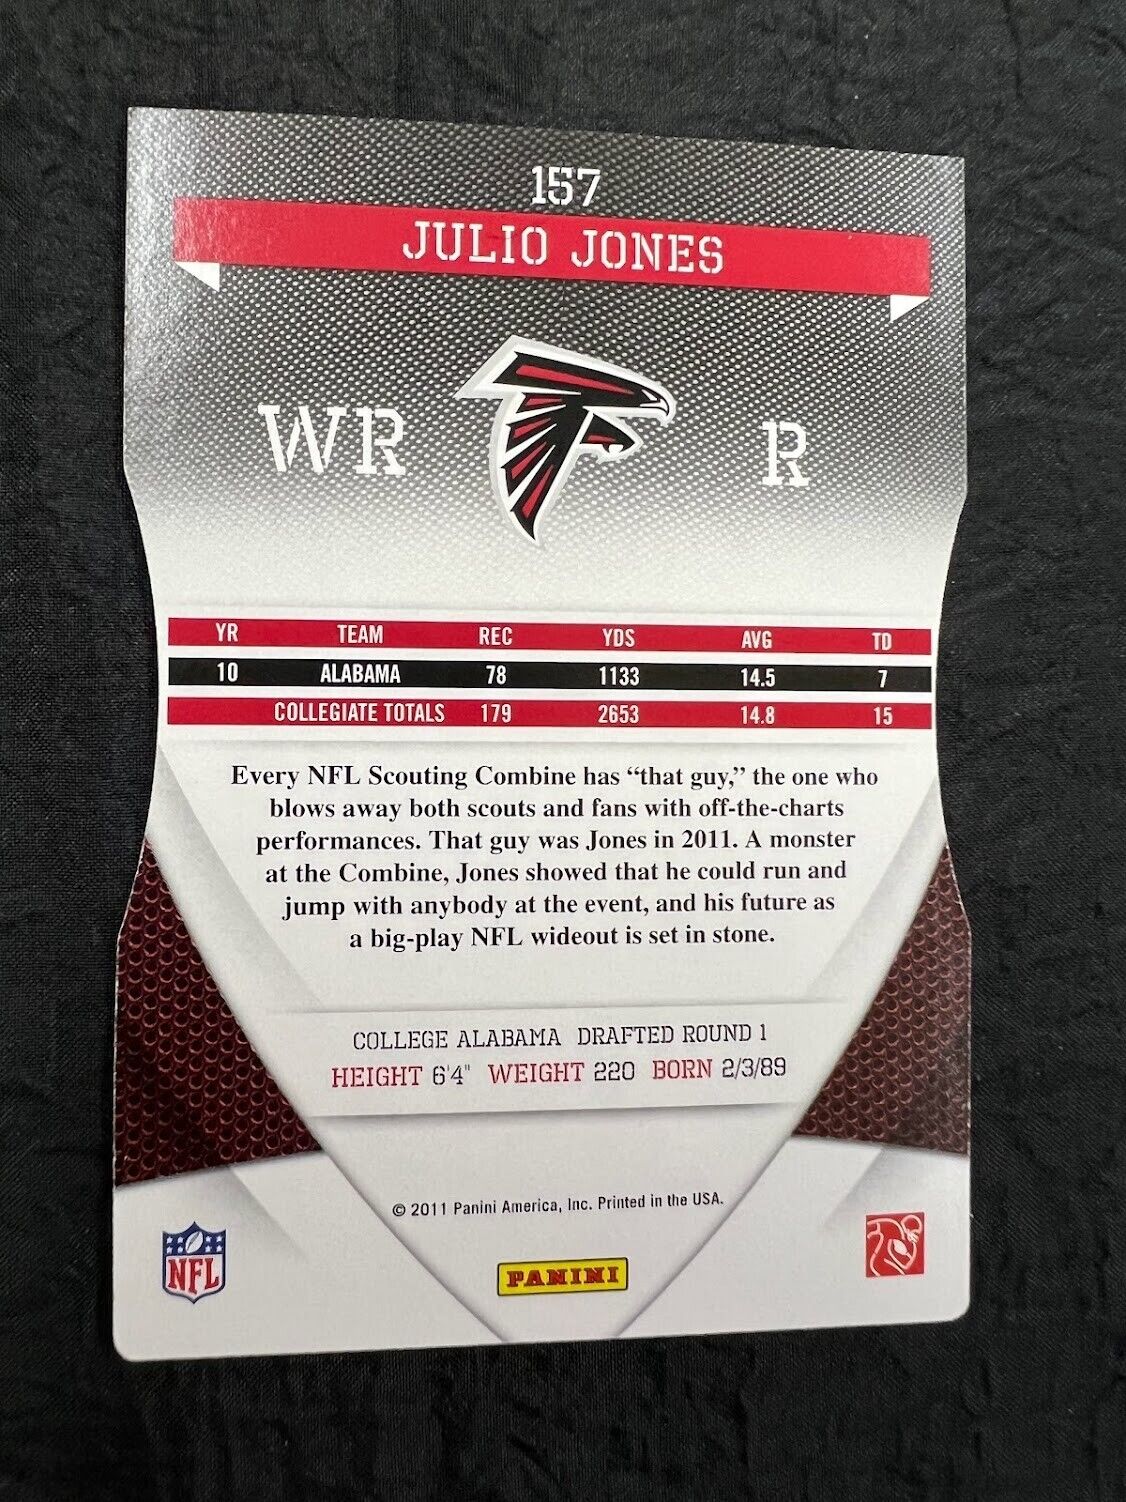 157
JULIO JONES
WR R
YR TEAM REC YDS AVG TD
10 ALABAMA 78 1133 14.5 7
COLLEGIATE TOTALS 179 2653 14.8 15
Every NFL Scouting Combine has “that guy,” the one who
blows away both scouts and fans with off-the-charts
performances. That guy was Jones in 2011. A monster
at the Combine, Jones showed that he could run and
jump with anybody at the event, and his future as
a big-play NFL wideout is set in stone.
COLLEGE ALABAMA DRAFTED ROUND 1
HEIGHT 6'4" WEIGHT 220 BORN 2/3/89
© 2011 Panini America, Inc. Printed in the USA.
NFL
PANINI